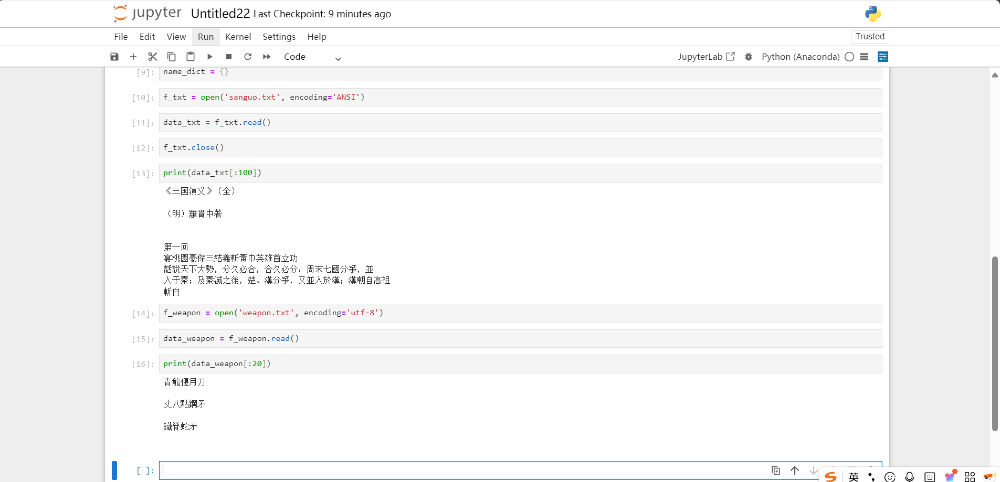 jupyter Untitled22 Last Checkpoint: 9 minutes ago
File Edit View Run Kernel Settings Help Trusted
Code JupyterLab Python (Anaconda)
[9]: name_dict = {}
[10]: f_txt = open('sanguo.txt', encoding='ANSI')
[11]: data_txt = f_txt.read()
[12]: f_txt.close()
[13]: print(data_txt[:100])
《三国演义》（全）
（明）羅貫中著
第一回
宴桃園豪傑三結義斬黃巾英雄首立功
話說天下大勢，分久必合，合久必分：周末七國分爭，並
入于秦；及秦滅之後，楚、漢分爭，又並入於漢；漢朝自高祖
斬白
[14]: f_weapon = open('weapon.txt', encoding='utf-8')
[15]: data_weapon = f_weapon.read()
[16]: print(data_weapon[:20])
青龍偃月刀
丈八點鋼矛
鐵脊蛇矛
[ ]:
英